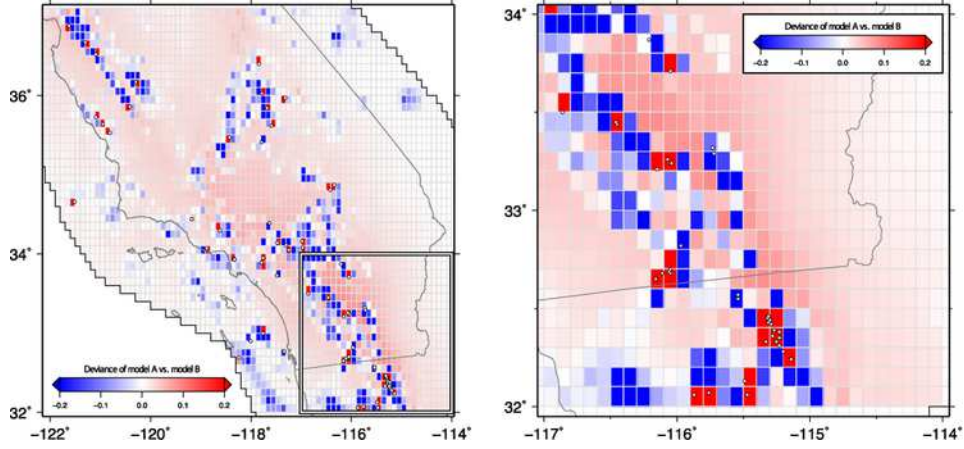 36˚
34˚
32˚
Deviance of model A vs. model B
−0.2 −0.1 0.0 0.1 0.2
−122 −120˚ −118˚ −116˚ −114˚
34˚
33˚
32˚
Deviance of model A vs. model B
−0.2 −0.1 0.0 0.1 0.2
−117˚ −116˚ −115˚ −114˚